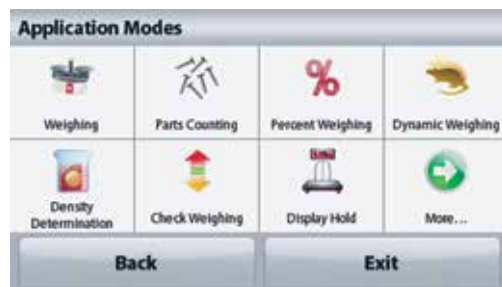 Application Modes
Weighing
Parts Counting
Percent Weighing
Dynamic Weighing
Density
Determination
Check Weighing
Display Hold
More...
Back
Exit